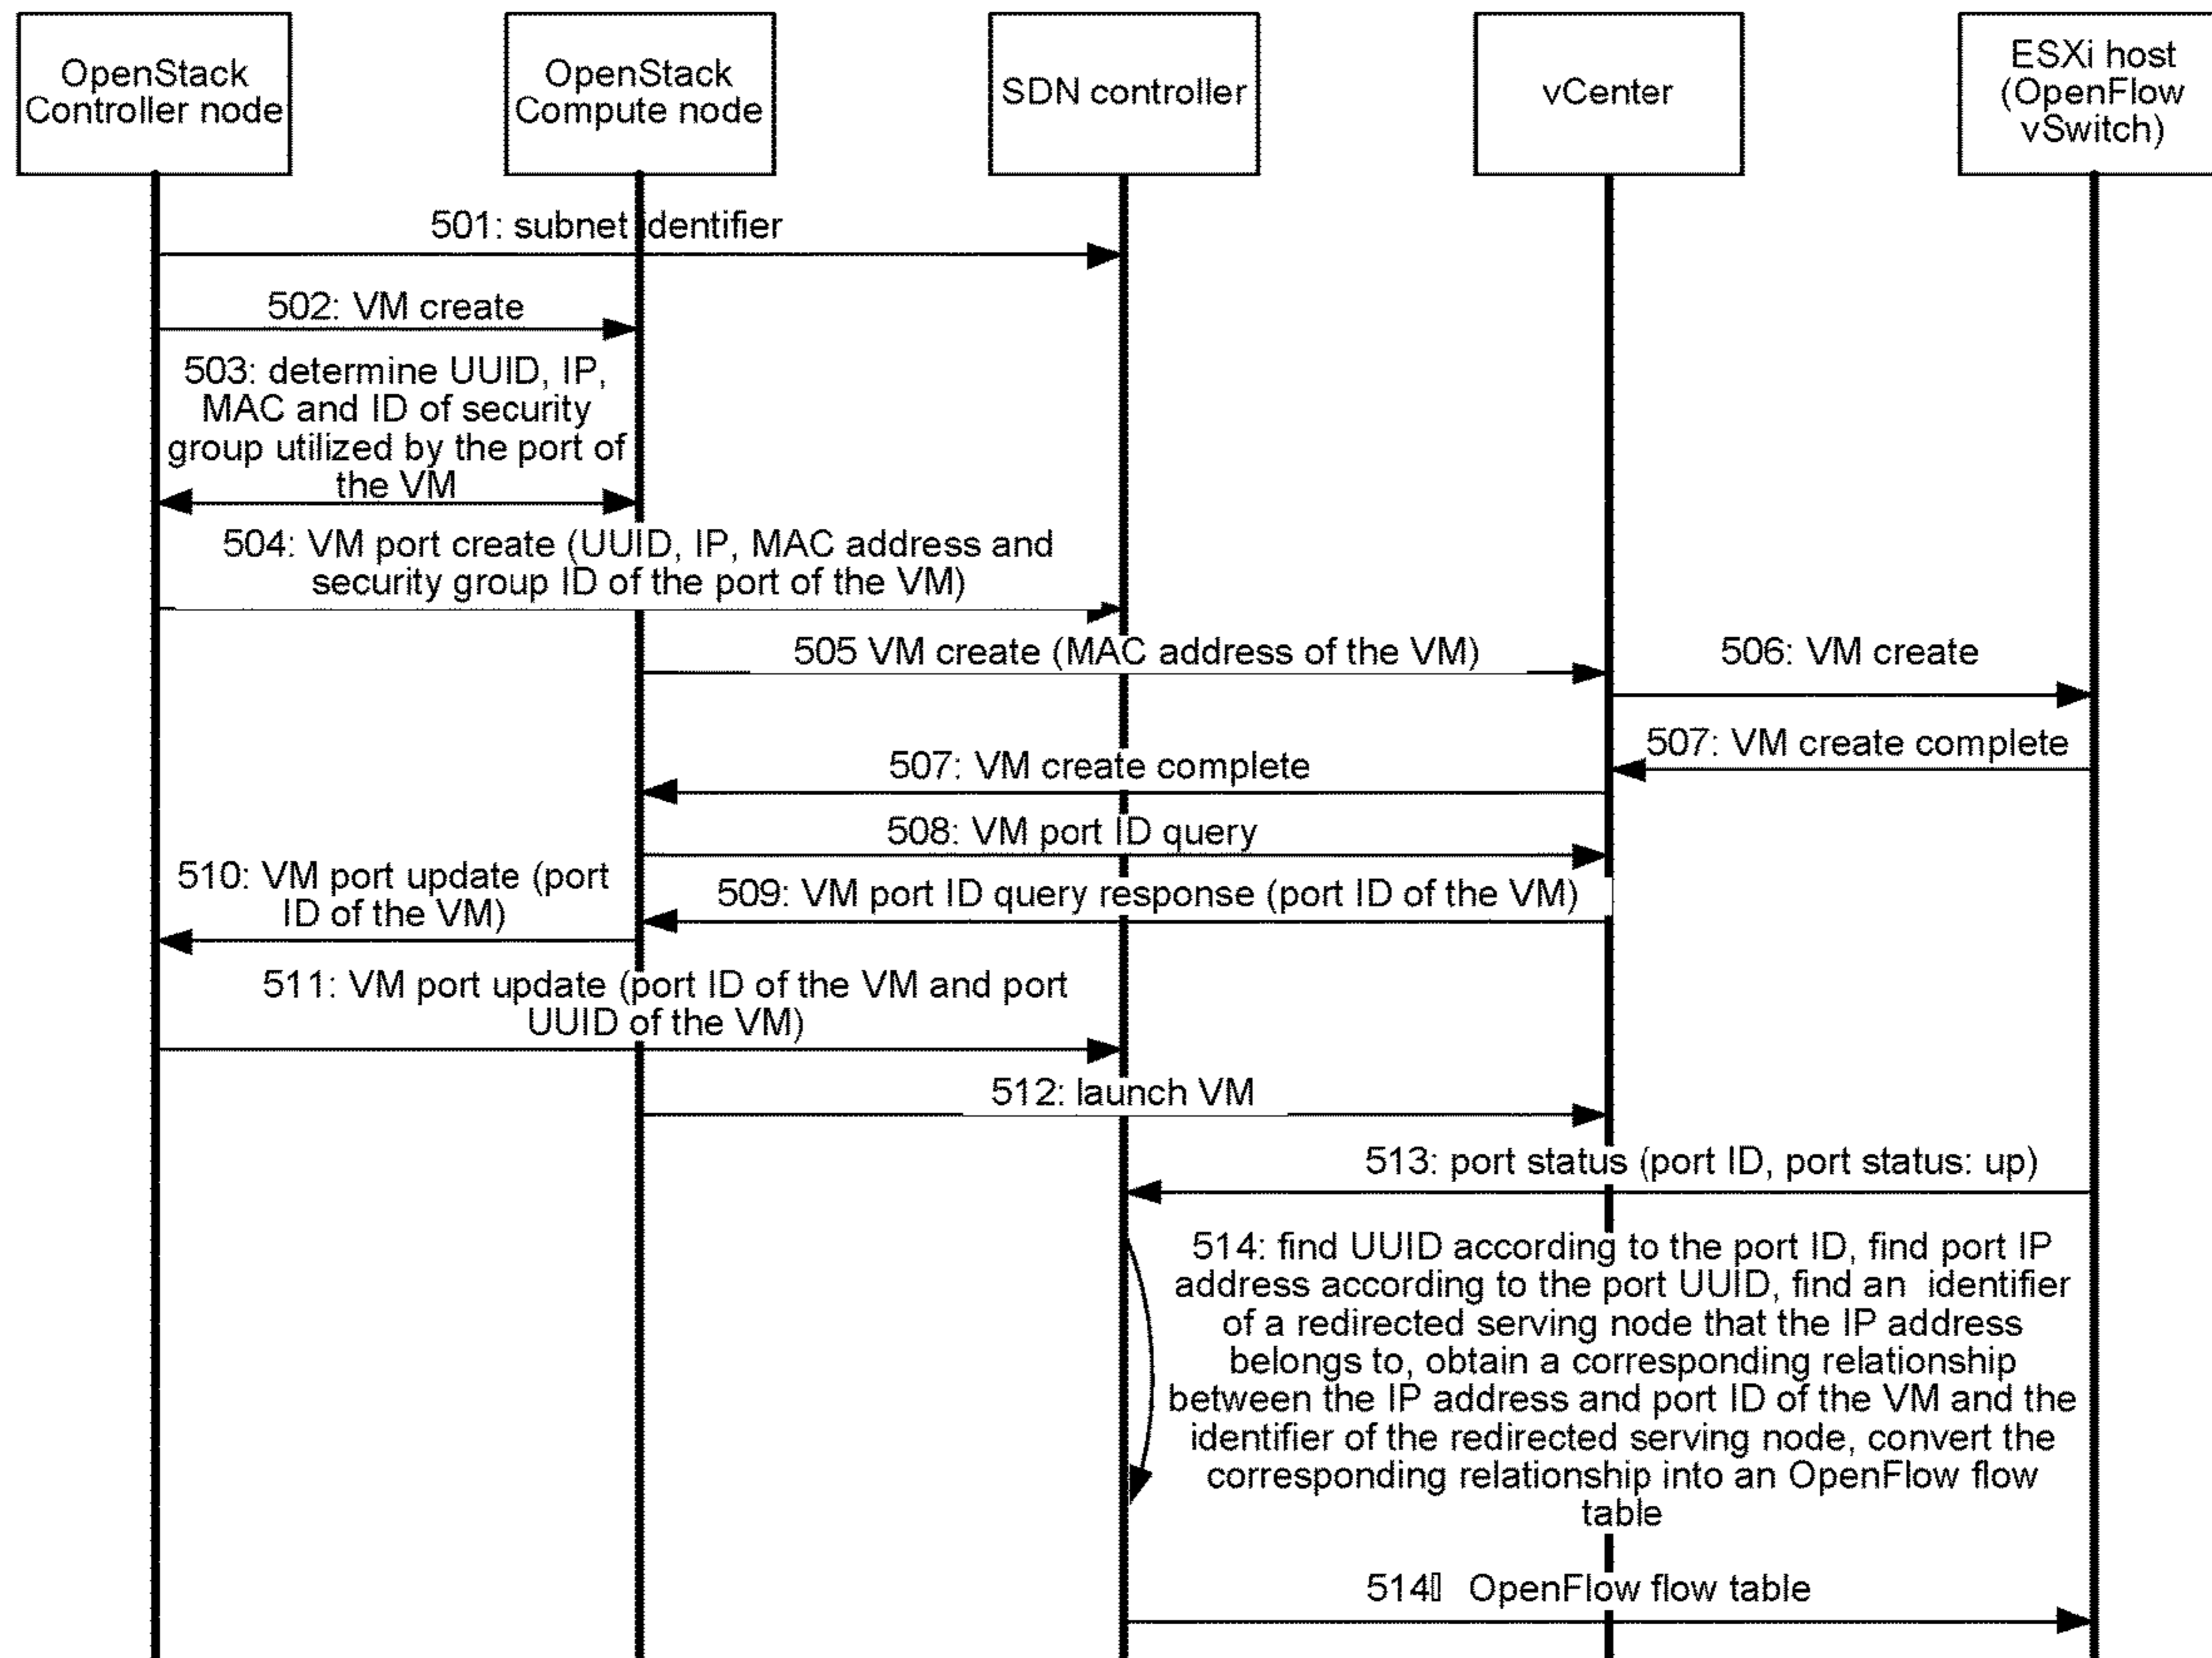 OpenStack
Controller node
OpenStack
Compute node
SDN controller
vCenter
ESXi host
(OpenFlow
vSwitch)
501: subnet identifier
502: VM create
503: determine UUID, IP,
MAC and ID of security
group utilized by the port of
the VM
504: VM port create (UUID, IP, MAC address and
security group ID of the port of the VM)
505 VM create (MAC address of the VM)
506: VM create
507: VM create complete
507: VM create complete
508: VM port ID query
509: VM port ID query response (port ID of the VM)
510: VM port update (port
ID of the VM)
511: VM port update (port ID of the VM and port
UUID of the VM)
512: launch VM
513: port status (port ID, port status: up)
514: find UUID according to the port ID, find port IP
address according to the port UUID, find an identifier
of a redirected serving node that the IP address
belongs to, obtain a corresponding relationship
between the IP address and port ID of the VM and the
identifier of the redirected serving node, convert the
corresponding relationship into an OpenFlow flow
table
514▯ OpenFlow flow table